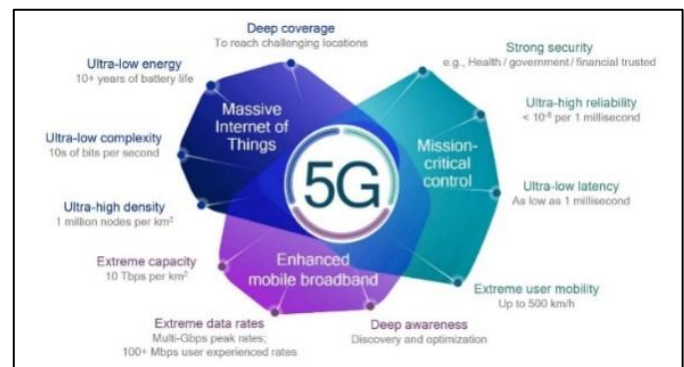 Deep coverage
To reach challenging locations
Ultra-low energy
10+ years of battery life
Ultra-low complexity
10s of bits per second
Ultra-high density
1 million nodes per km²
Extreme capacity
10 Tbps per km²
Extreme data rates
Multi-Gbps peak rates;
100+ Mbps user experienced rates
Deep awareness
Discovery and optimization
Extreme user mobility
Up to 500 km/h
Ultra-low latency
As low as 1 millisecond
Ultra-high reliability
< 10⁻⁵ per 1 millisecond
Strong security
e.g., Health / government / financial trusted
Massive
Internet of
Things
5G
Mission-
critical
control
Enhanced
mobile broadband